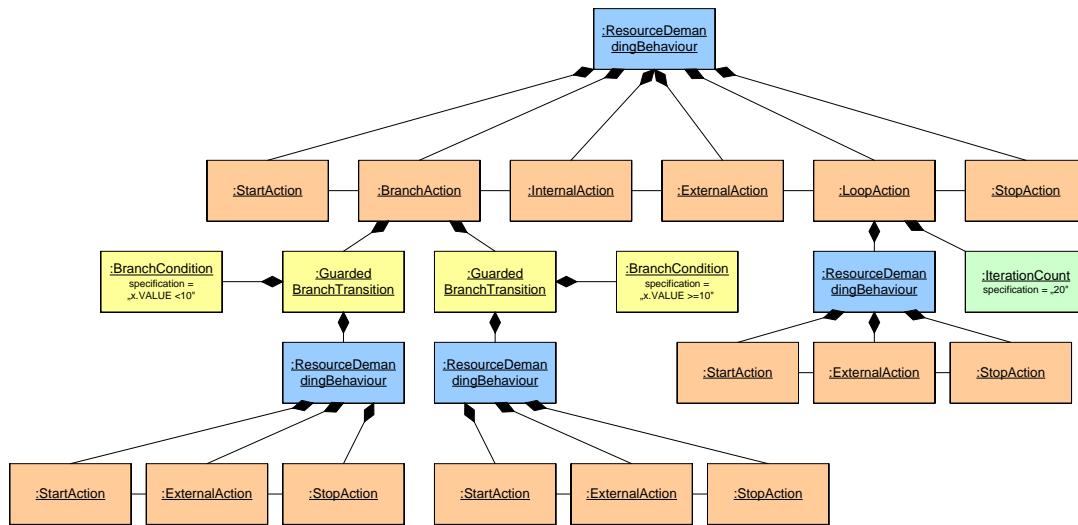 :ResourceDeman
dingBehaviour
:StartAction
:BranchAction
:InternalAction
:ExternalAction
:LoopAction
:StopAction
:BranchCondition
specification =
„x.VALUE <10”
:Guarded
BranchTransition
:Guarded
BranchTransition
:BranchCondition
specification =
„x.VALUE >=10”
:ResourceDeman
dingBehaviour
:IterationCount
specification = „20”
:ResourceDeman
dingBehaviour
:ResourceDeman
dingBehaviour
:StartAction
:ExternalAction
:StopAction
:StartAction
:ExternalAction
:StopAction
:StartAction
:ExternalAction
:StopAction